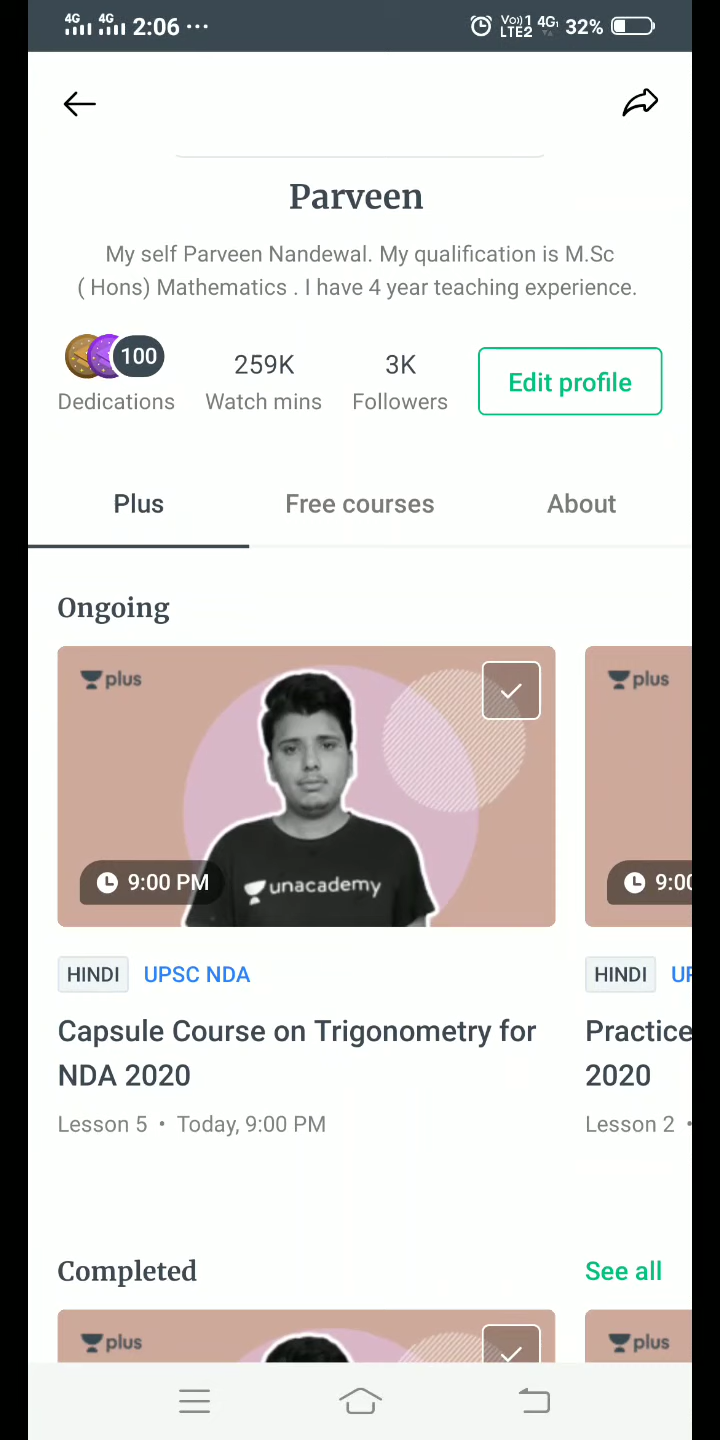 4G 4G 2:06 ... Vo))1 4G 32%
LTE2
Parveen
My self Parveen Nandewal. My qualification is M.Sc
( Hons) Mathematics . I have 4 year teaching experience.
100 259K 3K Edit profile
Dedications Watch mins Followers
Plus Free courses About
Ongoing
plus plus
unacademy
9:00 PM 9:00
HINDI UPSC NDA HINDI
Capsule Course on Trigonometry for Practice
NDA 2020 2020
Lesson 5 • Today, 9:00 PM Lesson 2 •
Completed See all
plus plus